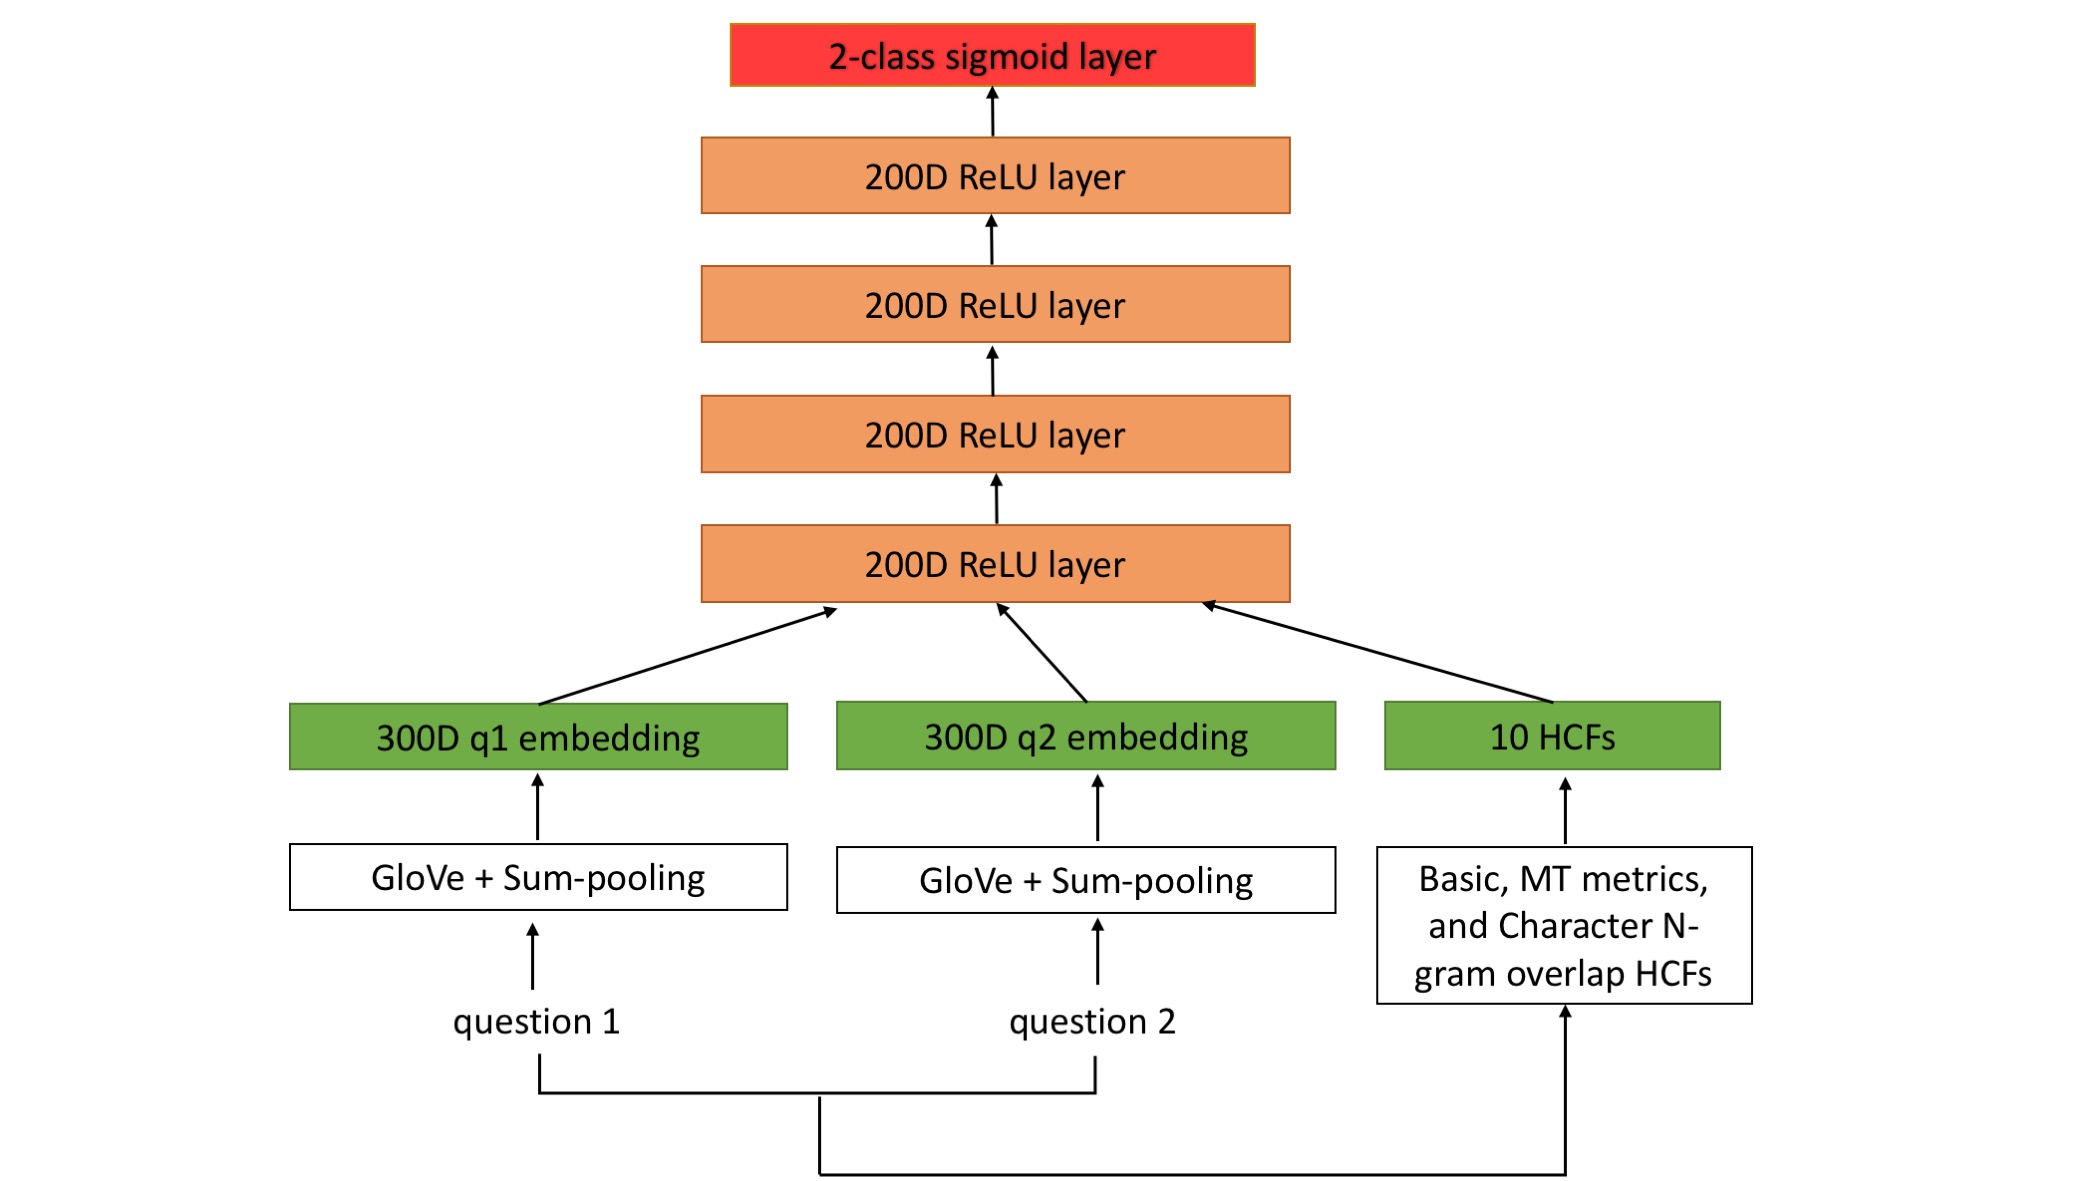 2-class sigmoid layer
200D ReLU layer
200D ReLU layer
200D ReLU layer
200D ReLU layer
300D q1 embedding
300D q2 embedding
10 HCFs
GloVe + Sum-pooling
GloVe + Sum-pooling
Basic, MT metrics,
and Character N-
gram overlap HCFs
question 1
question 2